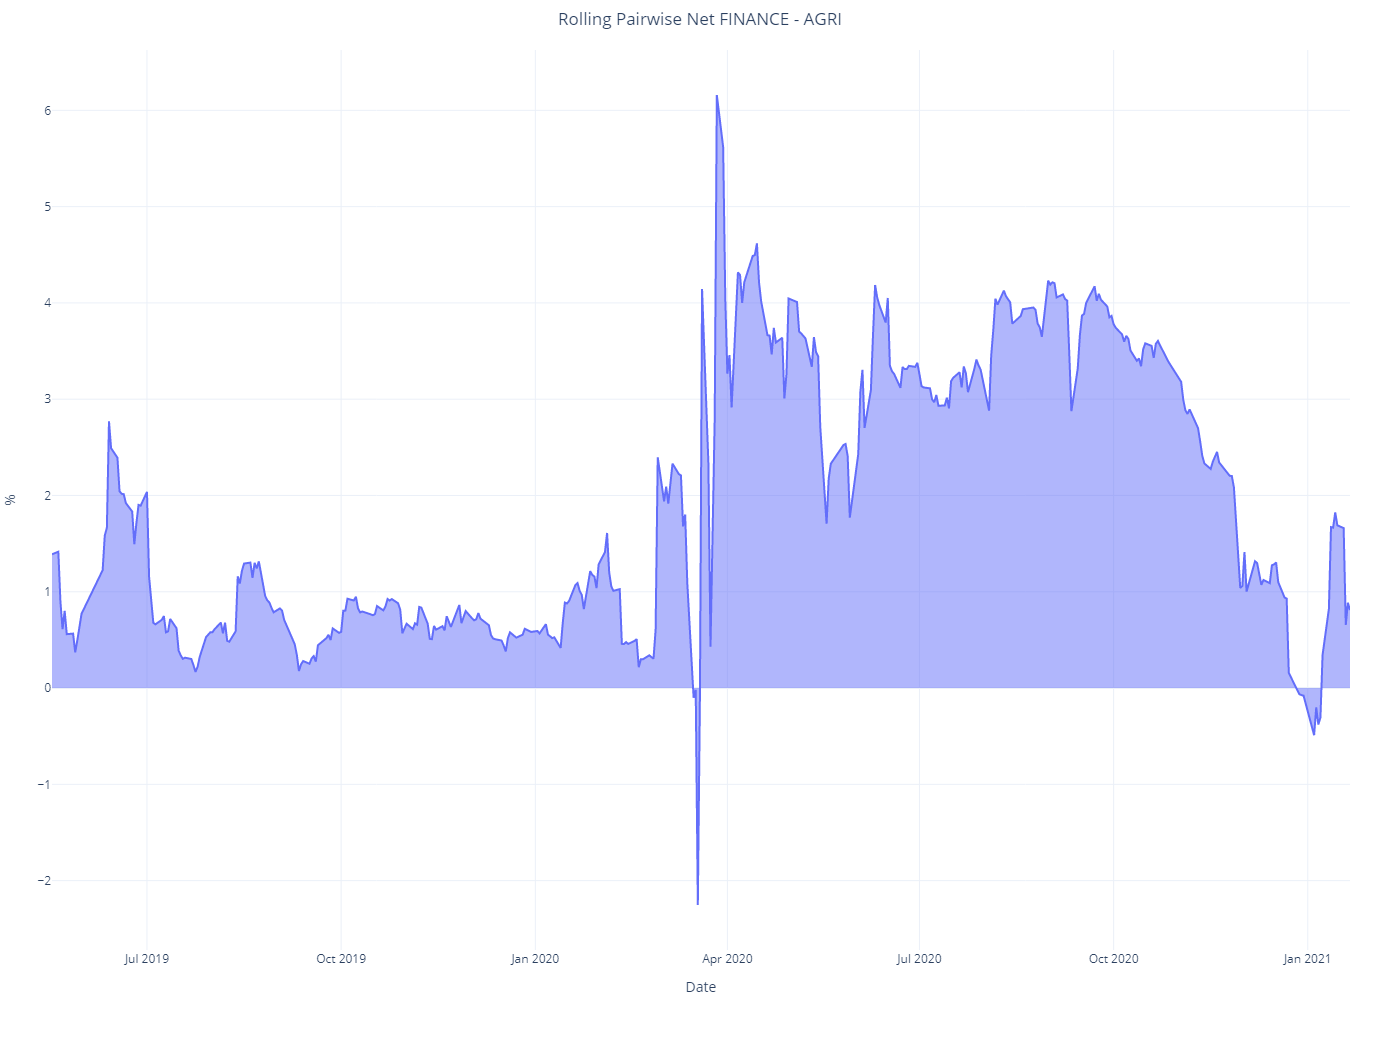 Rolling Pairwise Net FINANCE - AGRI
6
5
4
3
2
1
0
−1
−2
%
Jul 2019
Oct 2019
Jan 2020
Apr 2020
Jul 2020
Oct 2020
Jan 2021
Date